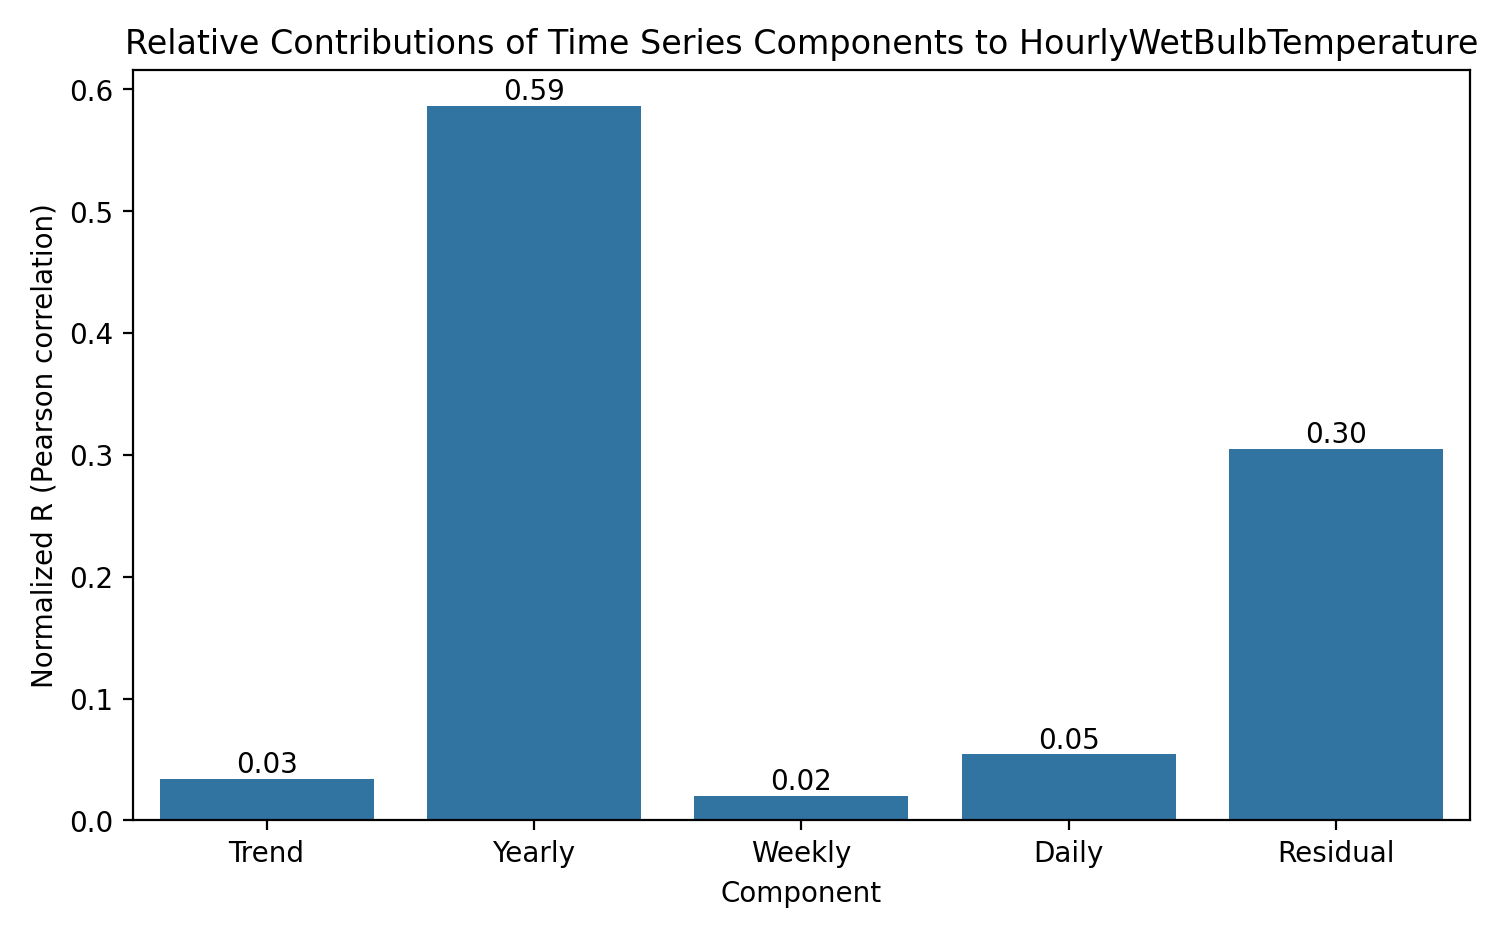 Relative Contributions of Time Series Components to HourlyWetBulbTemperature
Normalized R (Pearson correlation)
0.6
0.5
0.4
0.3
0.2
0.1
0.0
0.03
0.59
0.02
0.05
0.30
Trend
Yearly
Weekly
Daily
Residual
Component